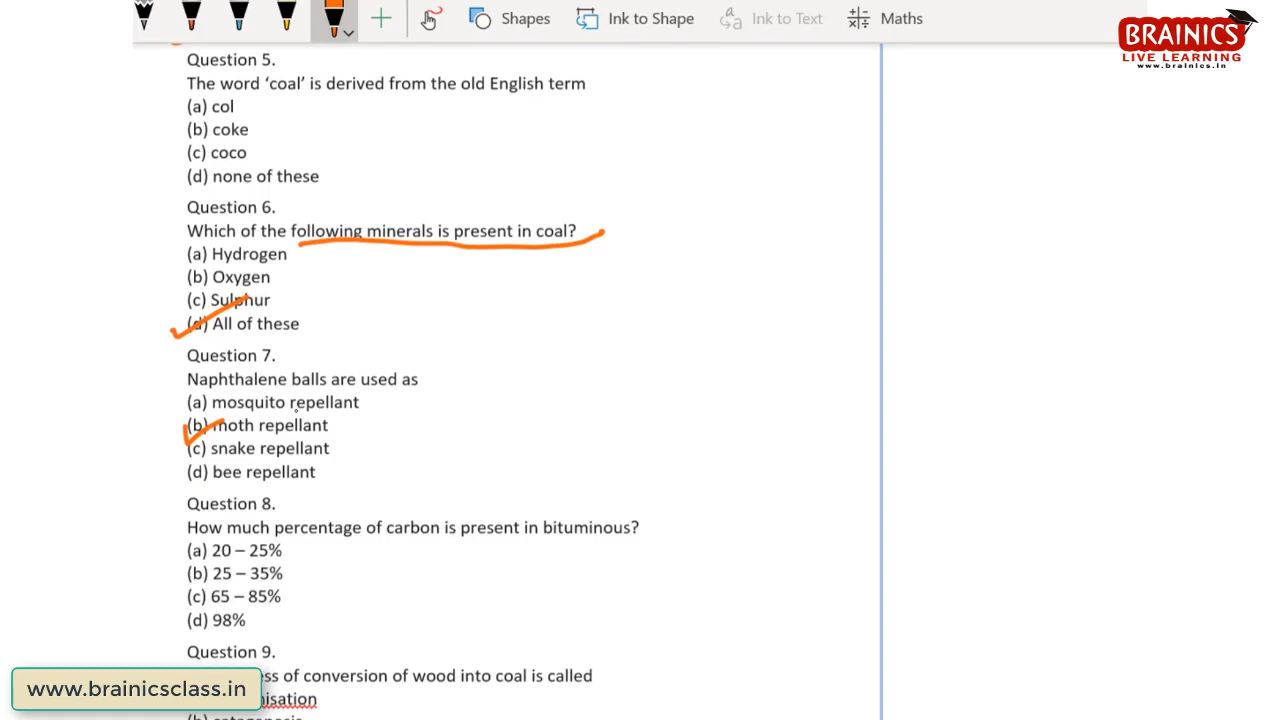 Shapes
Ink to Shape
Ink to Text
Maths
BRAINICS
LIVE LEARNING
www.brainics.in
Question 5.
The word ‘coal’ is derived from the old English term
(a) col
(b) coke
(c) coco
(d) none of these
Question 6.
Which of the following minerals is present in coal?
(a) Hydrogen
(b) Oxygen
(c) Sulphur
(d) All of these
Question 7.
Naphthalene balls are used as
(a) mosquito repellant
(b) moth repellant
(c) snake repellant
(d) bee repellant
Question 8.
How much percentage of carbon is present in bituminous?
(a) 20 – 25%
(b) 25 – 35%
(c) 65 – 85%
(d) 98%
Question 9.
of conversion of wood into coal is called
www.brainicsclass.in